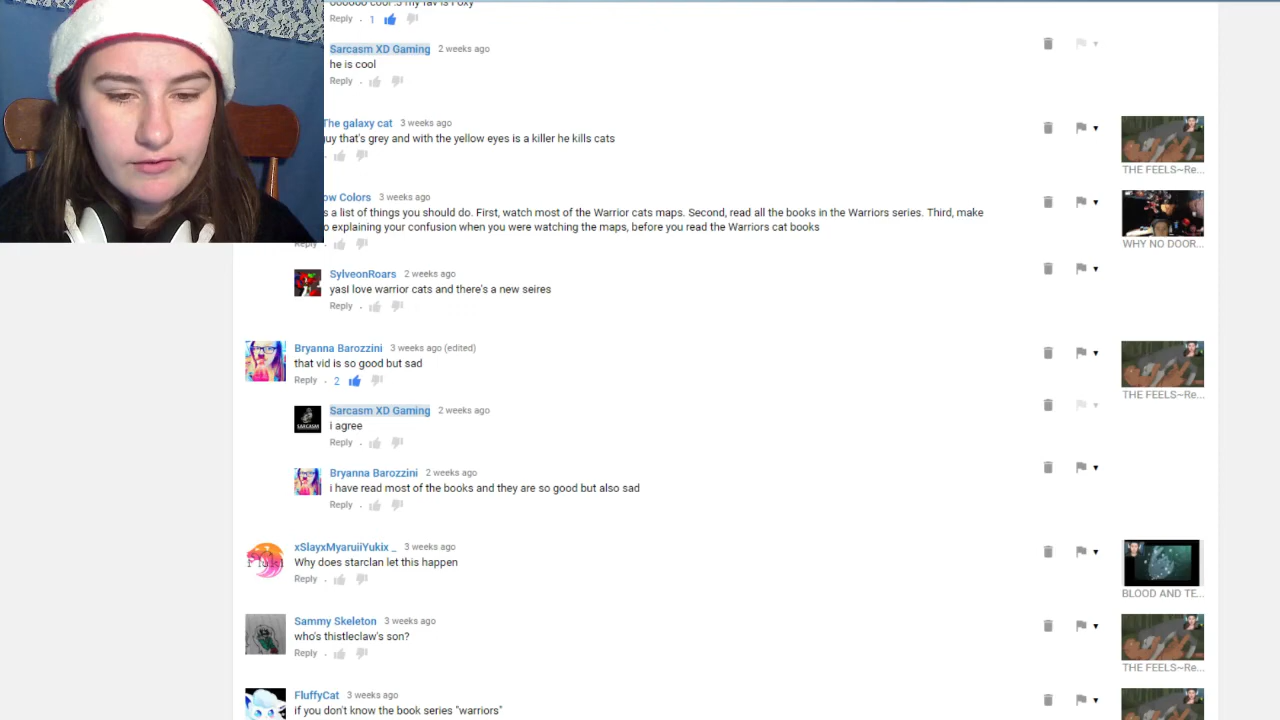 oooooo cool :3 my fav is Foxy
Reply . 1
Sarcasm XD Gaming 2 weeks ago
he is cool
Reply .
The galaxy cat 3 weeks ago
uy that's grey and with the yellow eyes is a killer he kills cats
.
ow Colors 3 weeks ago
s a list of things you should do. First, watch most of the Warrior cats maps. Second, read all the books in the Warriors series. Third, make
o explaining your confusion when you were watching the maps, before you read the Warriors cat books
Reply .
THE FEELS~Re...
WHY NO DOOR...
SylveonRoars 2 weeks ago
yasI love warrior cats and there's a new seires
Reply .
Bryanna Barozzini 3 weeks ago (edited)
that vid is so good but sad
Reply . 2
THE FEELS~Re...
Sarcasm XD Gaming 2 weeks ago
SARCASM
i agree
Reply .
Bryanna Barozzini 2 weeks ago
i have read most of the books and they are so good but also sad
Reply .
xSlayxMyaruiiYukix _ 3 weeks ago
Why does starclan let this happen
Reply .
BLOOD AND TE...
Sammy Skeleton 3 weeks ago
who's thistleclaw's son?
Reply .
THE FEELS~Re...
FluffyCat 3 weeks ago
if you don't know the book series "warriors"